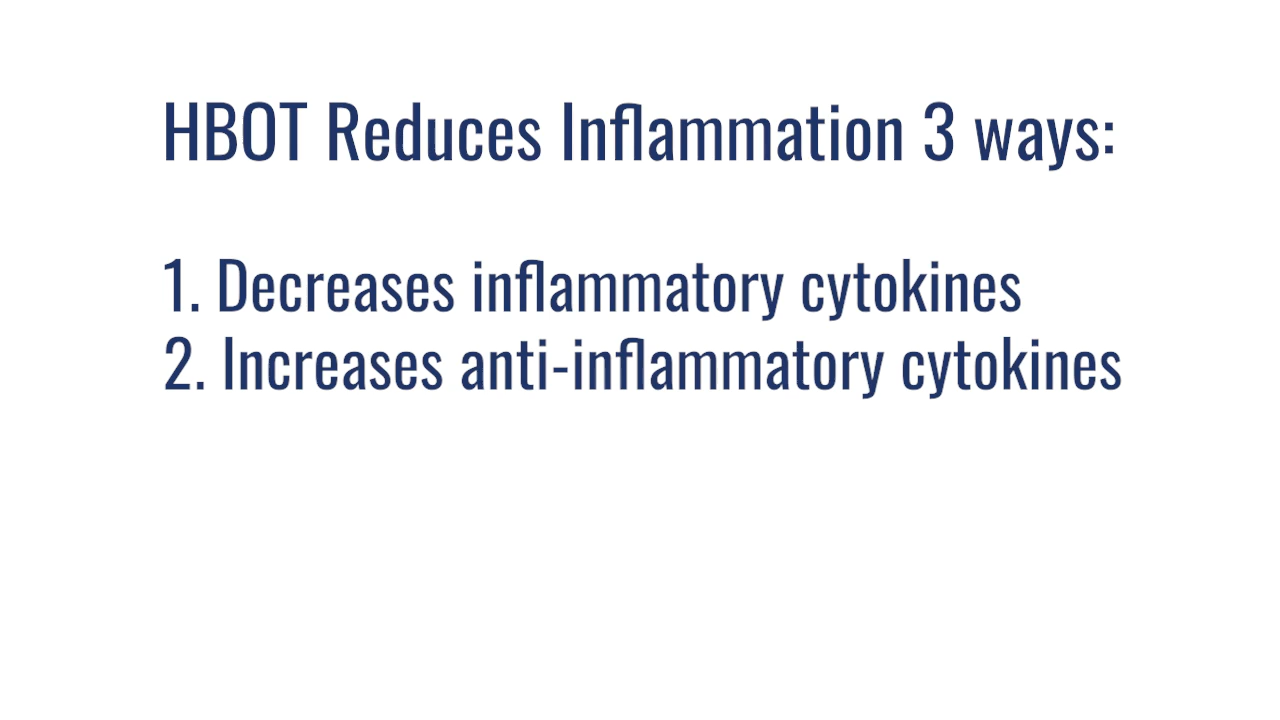 HBOT Reduces Inflammation 3 ways:
1. Decreases inflammatory cytokines
2. Increases anti-inflammatory cytokines